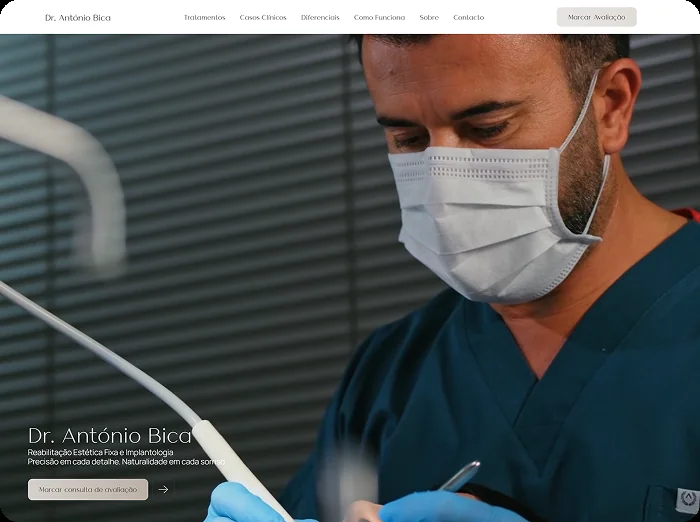 Dr. António Bica
Tratamentos Casos Clínicos Diferenciais Como Funciona Sobre Contacto
Marcar Avaliação
Dr. António Bica
Reabilitação Estética Fixa e Implantologia
Precisão em cada detalhe. Naturalidade em cada sorriso
Marcar consulta de avaliação